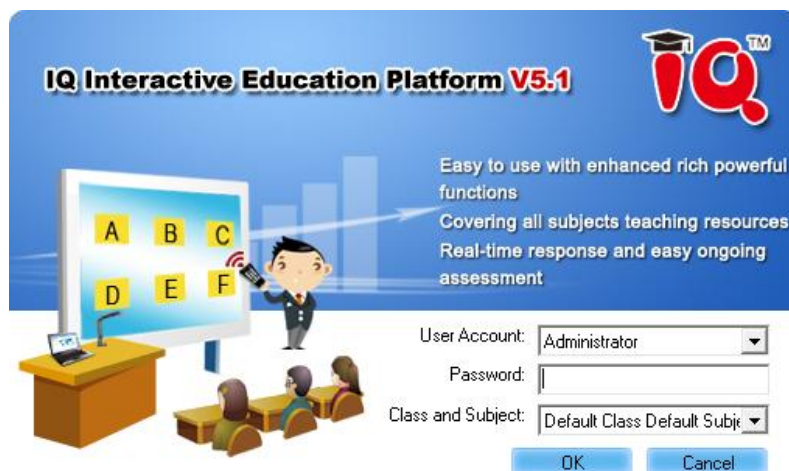 IQ Interactive Education Platform V5.1
IQ™
Easy to use with enhanced rich powerful
functions
Covering all subjects teaching resources
Real-time response and easy ongoing
assessment
A B C
D E F
User Account: Administrator
Password:
Class and Subject: Default Class Default Subje
OK Cancel